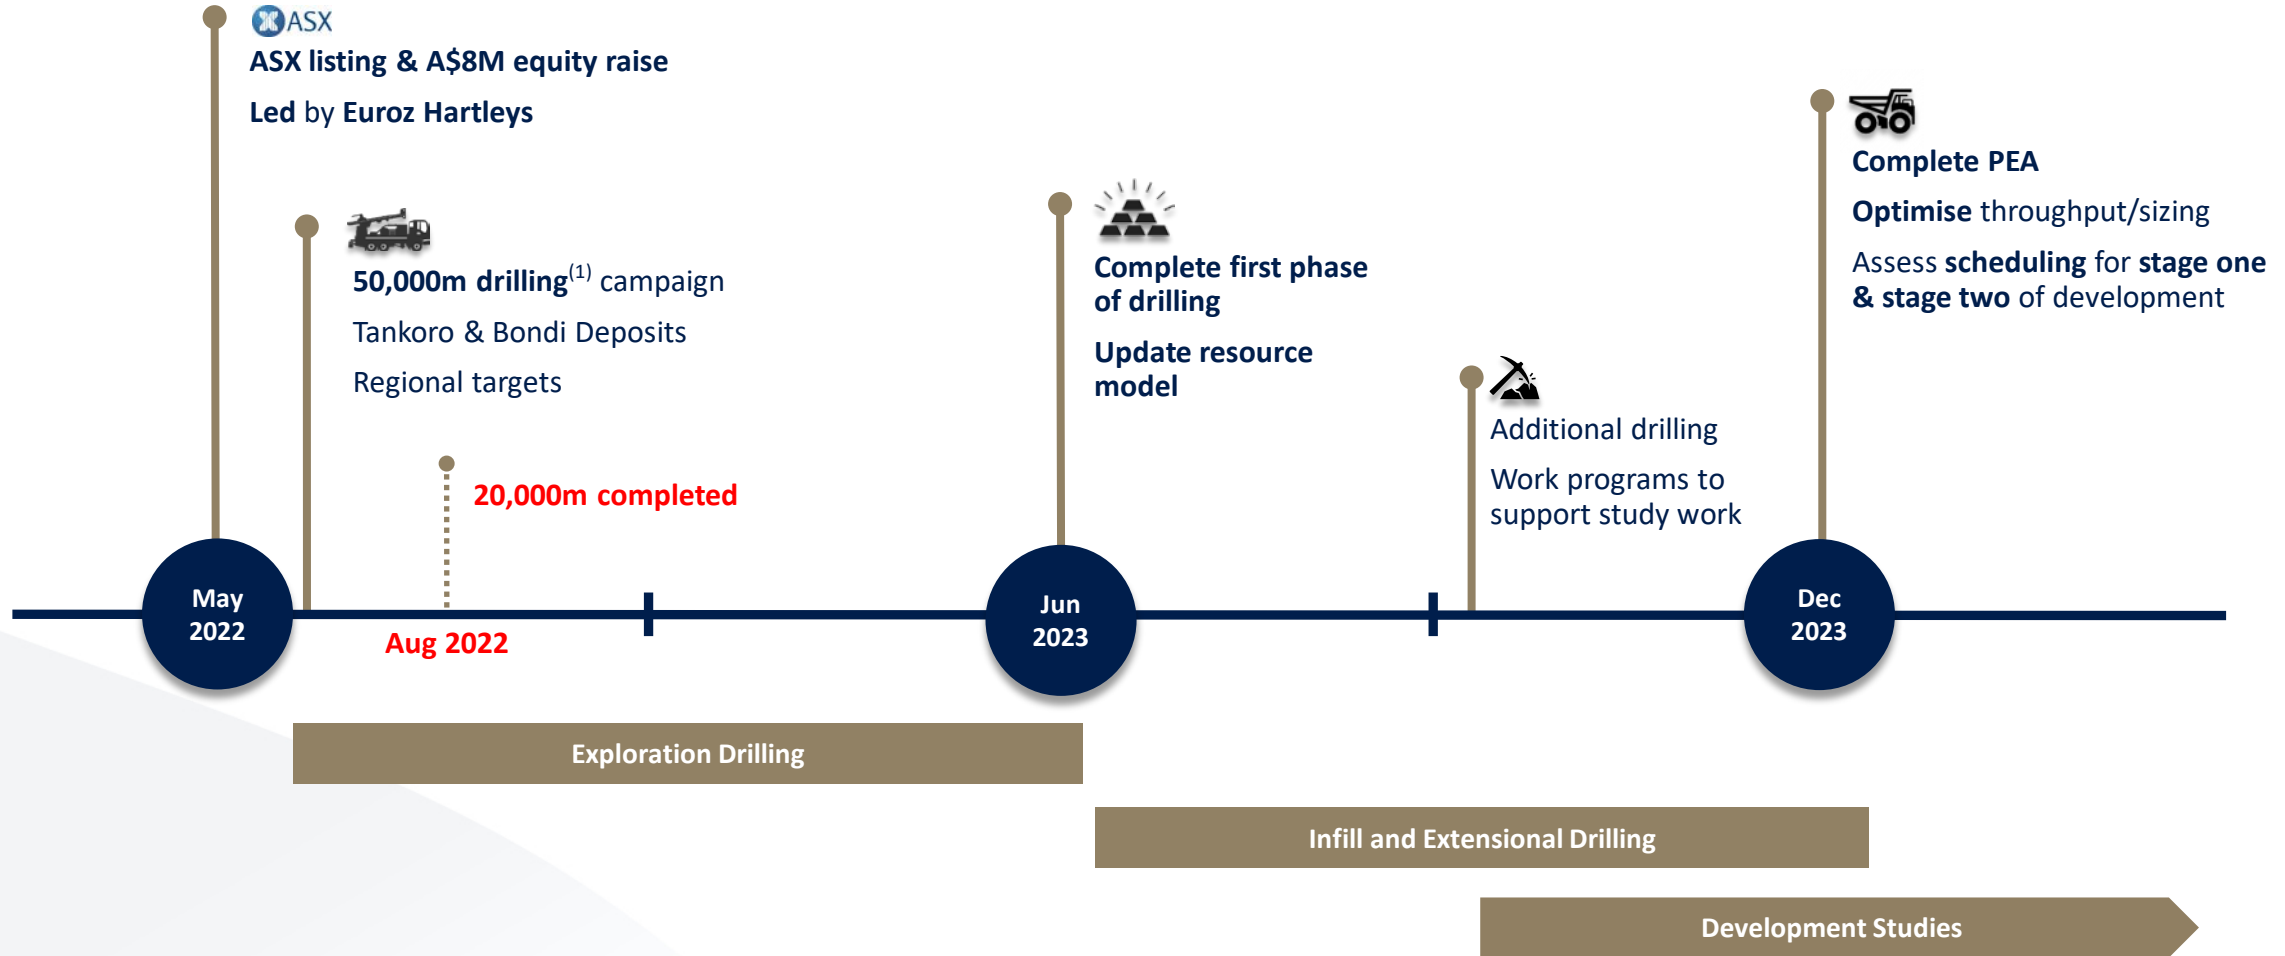 ASX
ASX listing & A$8M equity raise
Led by Euroz Hartleys
50,000m drilling(1) campaign
Tankoro & Bondi Deposits
Regional targets
20,000m completed
Complete first phase
of drilling
Update resource
model
Additional drilling
Work programs to
support study work
Complete PEA
Optimise throughput/sizing
Assess scheduling for stage one
& stage two of development
May
2022
Aug 2022
Jun
2023
Dec
2023
Exploration Drilling
Infill and Extensional Drilling
Development Studies